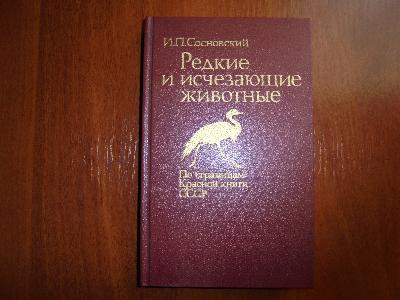 И.П.Сосновский
Редкие
и исчезающие
животные
По страницам
Красной книги
СССР